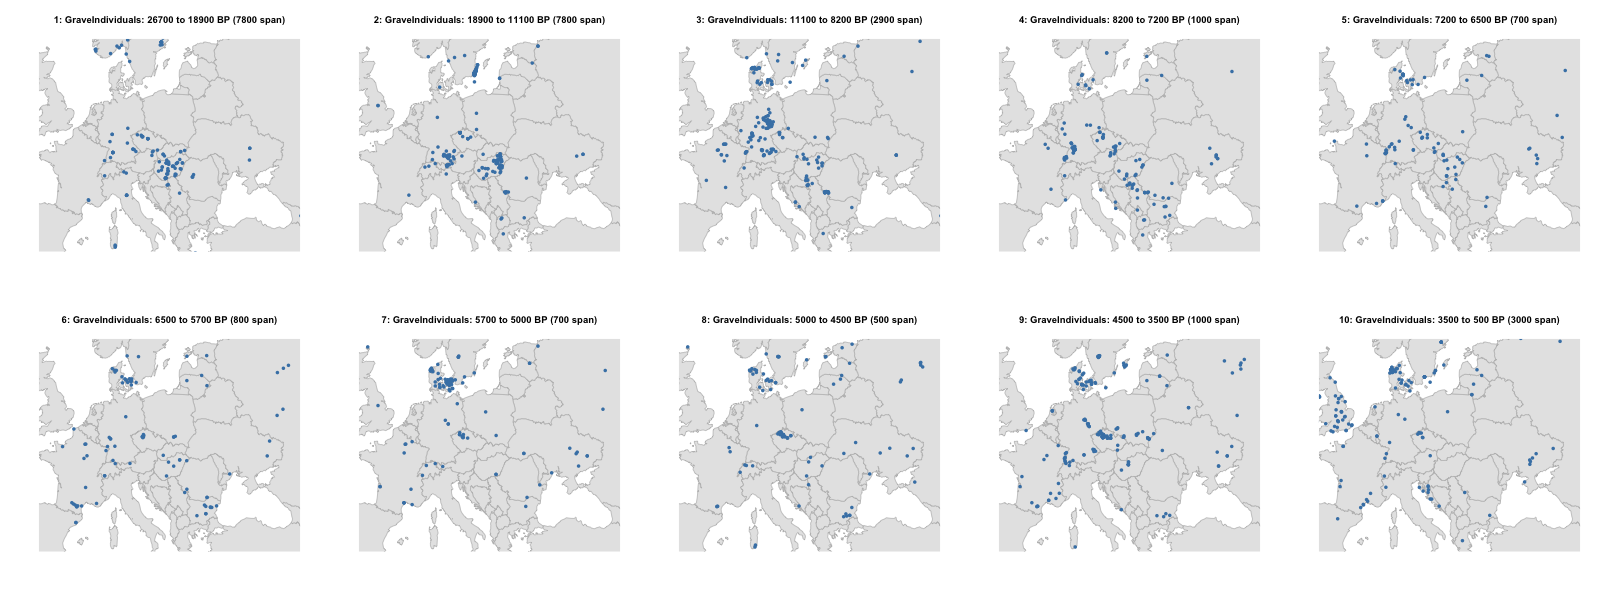 1: GraveIndividuals: 26700 to 18900 BP (7800 span)
2: GraveIndividuals: 18900 to 11100 BP (7800 span)
3: GraveIndividuals: 11100 to 8200 BP (2900 span)
4: GraveIndividuals: 8200 to 7200 BP (1000 span)
5: GraveIndividuals: 7200 to 6500 BP (700 span)
6: GraveIndividuals: 6500 to 5700 BP (800 span)
7: GraveIndividuals: 5700 to 5000 BP (700 span)
8: GraveIndividuals: 5000 to 4500 BP (500 span)
9: GraveIndividuals: 4500 to 3500 BP (1000 span)
10: GraveIndividuals: 3500 to 500 BP (3000 span)